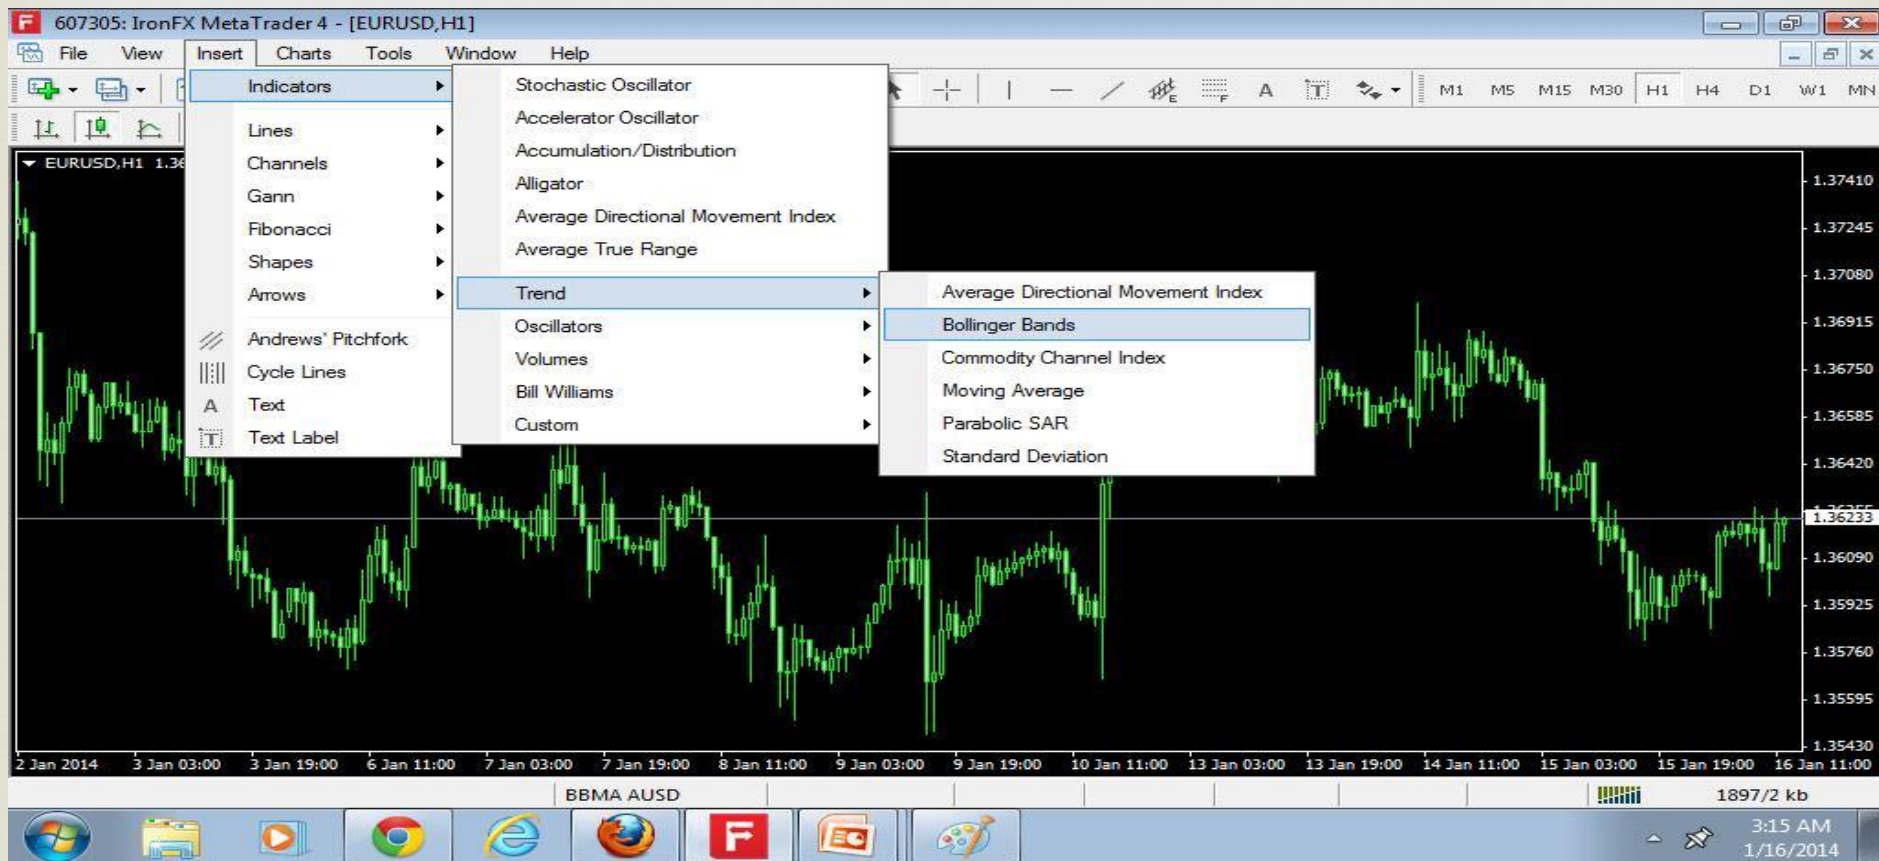 607305: IronFX MetaTrader 4 - [EURUSD,H1]
File View Insert Charts Tools Window Help
M1 M5 M15 M30 H1 H4 D1 W1 MN
EURUSD,H1 1.36
Indicators
Lines
Channels
Gann
Fibonacci
Shapes
Arrows
Andrews' Pitchfork
Cycle Lines
A Text
T Text Label
Stochastic Oscillator
Accelerator Oscillator
Accumulation/Distribution
Alligator
Average Directional Movement Index
Average True Range
Trend
Oscillators
Volumes
Bill Williams
Custom
Average Directional Movement Index
Bollinger Bands
Commodity Channel Index
Moving Average
Parabolic SAR
Standard Deviation
1.37410
1.37245
1.37080
1.36915
1.36750
1.36585
1.36420
1.36233
1.36090
1.35925
1.35760
1.35595
1.35430
2 Jan 2014 3 Jan 03:00 3 Jan 19:00 6 Jan 11:00 7 Jan 03:00 7 Jan 19:00 8 Jan 11:00 9 Jan 03:00 9 Jan 19:00 10 Jan 11:00 13 Jan 03:00 13 Jan 19:00 14 Jan 11:00 15 Jan 03:00 15 Jan 19:00 16 Jan 11:00
BBMA AUSD 1897/2 kb
3:15 AM
1/16/2014